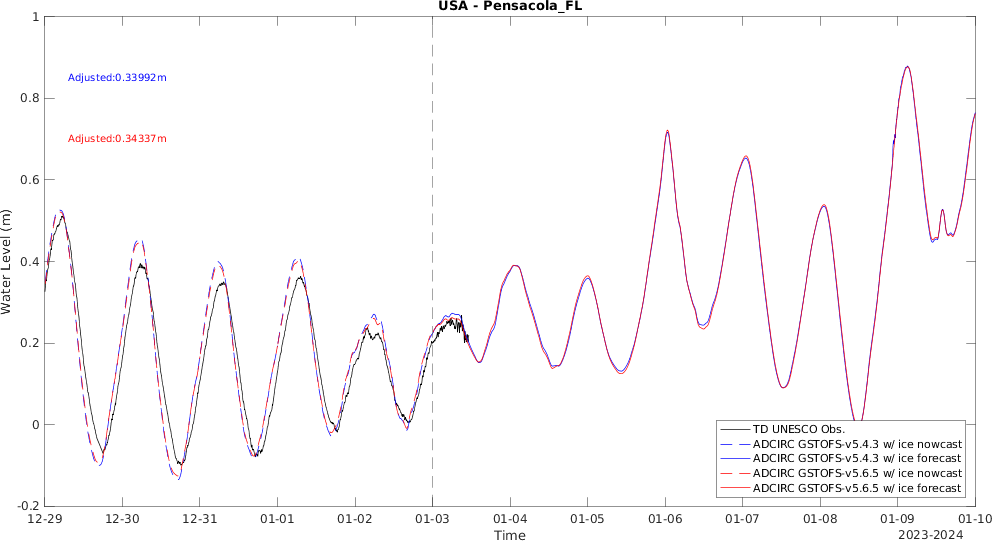 USA - Pensacola_FL
1
Adjusted:0.33992m
0.8
Adjusted:0.34337m
0.6
Water Level (m)
0.4
0.2
0
-0.2
TD UNESCO Obs.
ADCIRC GSTOFS-v5.4.3 w/ ice nowcast
ADCIRC GSTOFS-v5.4.3 w/ ice forecast
ADCIRC GSTOFS-v5.6.5 w/ ice nowcast
ADCIRC GSTOFS-v5.6.5 w/ ice forecast
12-29 12-30 12-31 01-01 01-02 01-03 01-04 01-05 01-06 01-07 01-08 01-09 01-10
Time
2023-2024